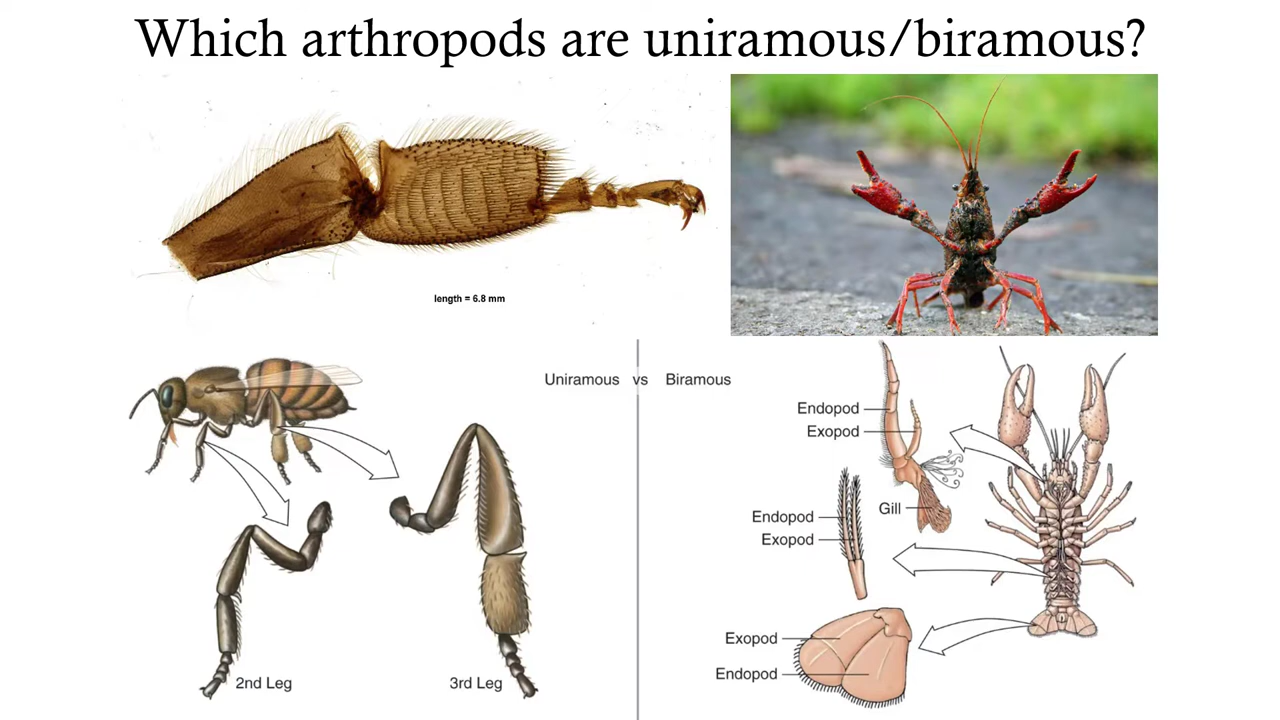 Which arthropods are uniramous/biramous?
length = 6.8 mm
Uniramous vs Biramous
Endopod
Exopod
Gill
Endopod
Exopod
Exopod
Endopod
2nd Leg
3rd Leg